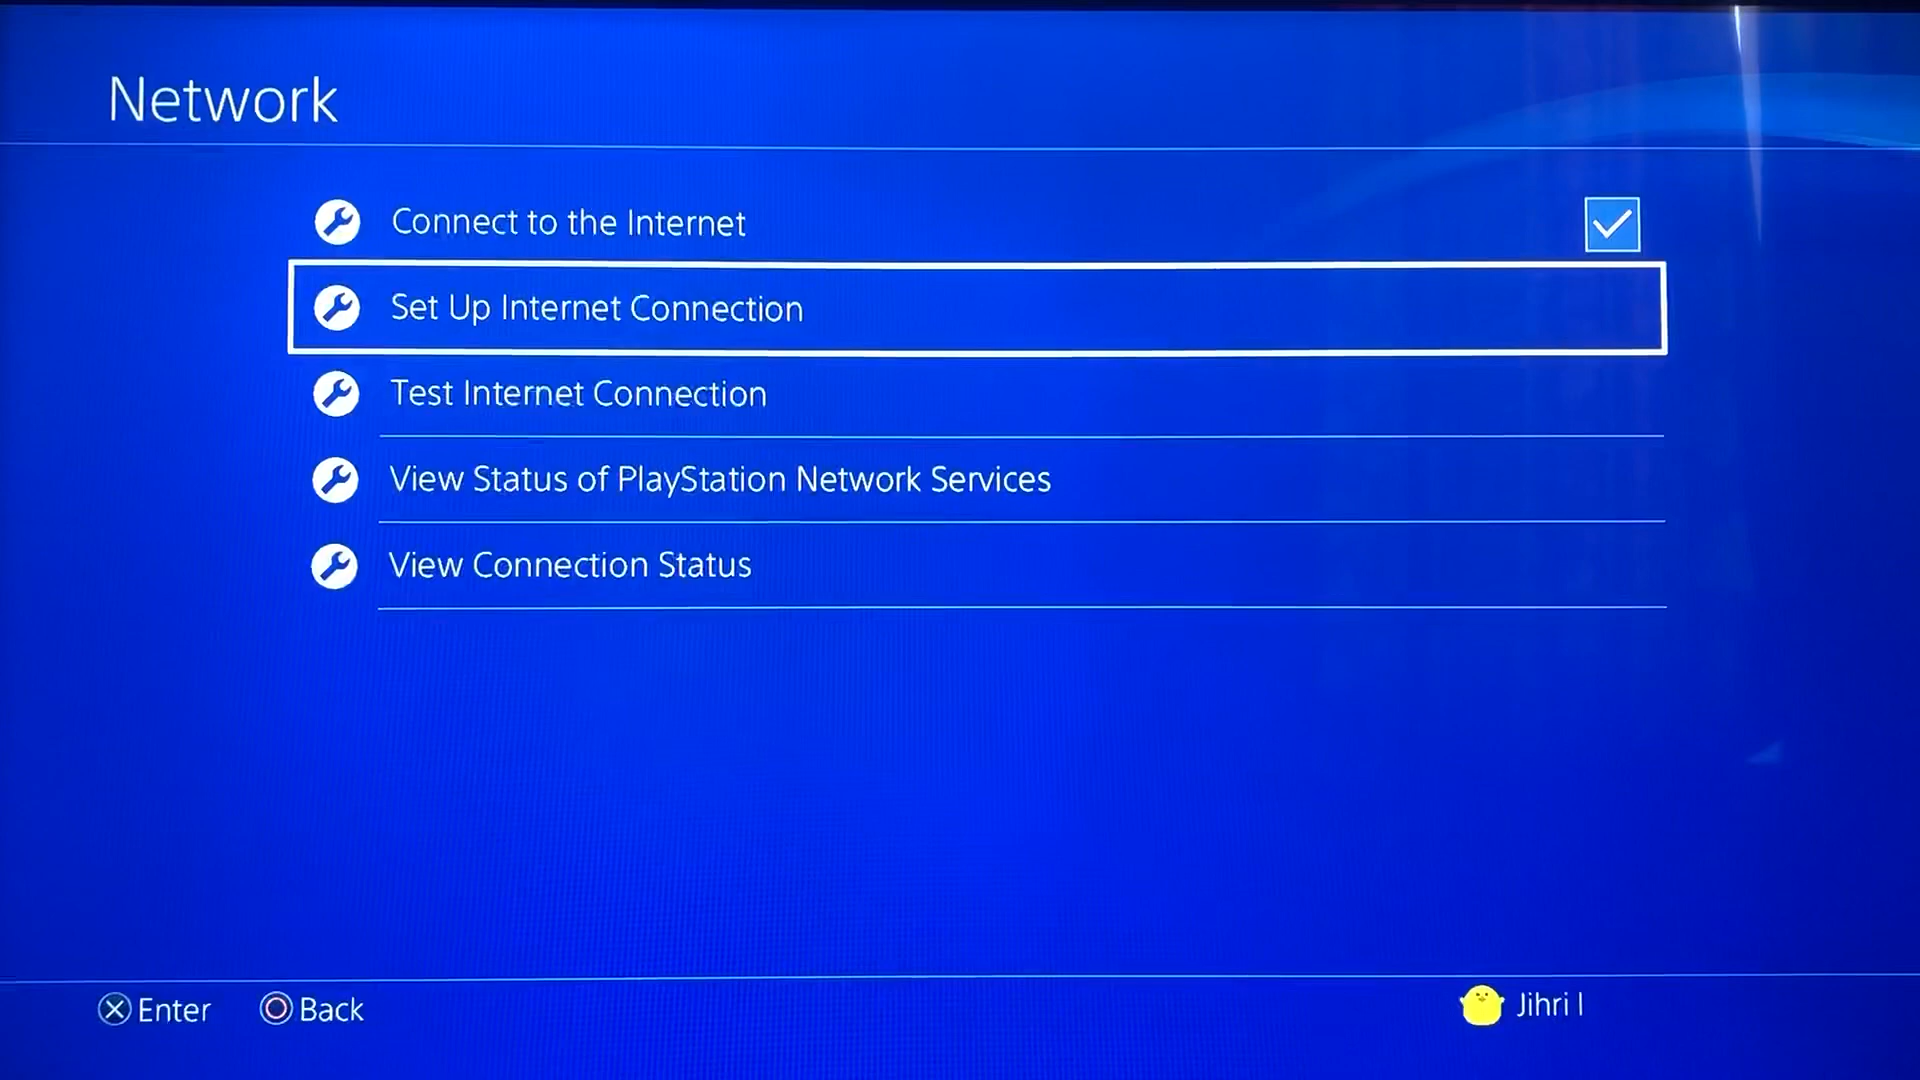 Network
Connect to the Internet
Set Up Internet Connection
Test Internet Connection
View Status of PlayStation Network Services
View Connection Status
Enter
Back
Jihri l